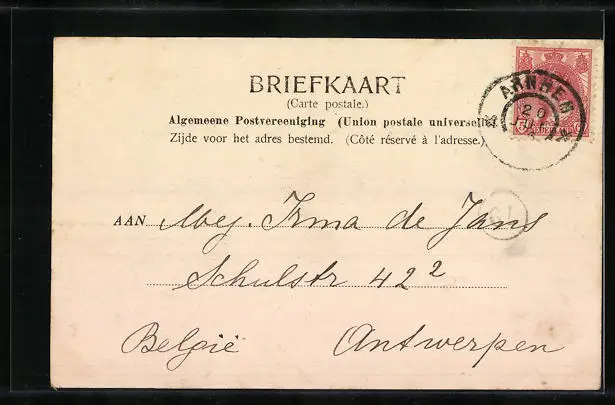 BRIEFKAART
(Carte postale.)
Algemeene Postvereeniging (Union postale universelle)
Zijde voor het adres bestemd. (Côté réservé à l'adresse.)
ARNHEM
20
AAN Mej. Irma de Jans
Schulstr 42²
België Antwerpen